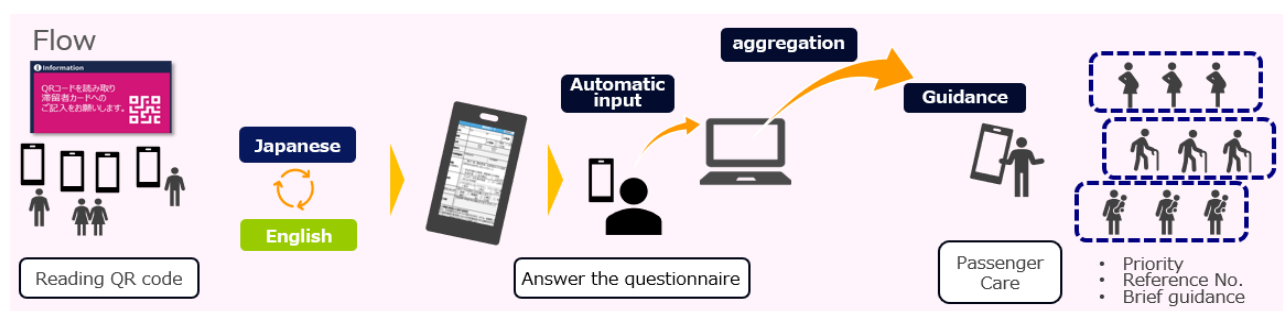 Flow
Information
QRコードを読み取り
滞留者カードへの
ご記入をお願いします。
Japanese
English
Reading QR code
Automatic
input
Answer the questionnaire
aggregation
Guidance
Passenger
Care
• Priority
• Reference No.
• Brief guidance